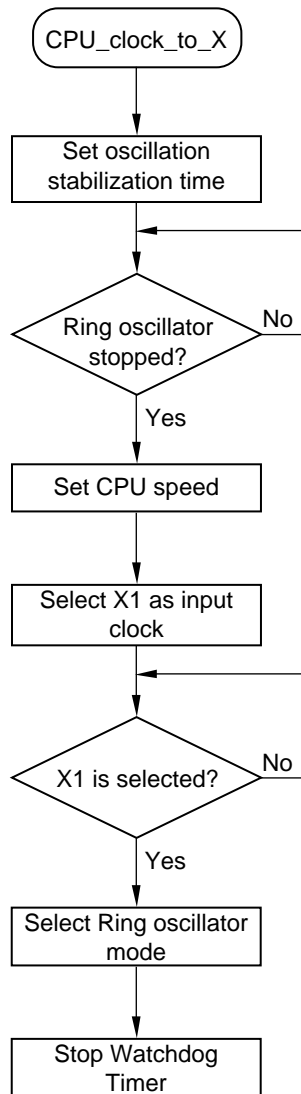 CPU_clock_to_X
Set oscillation
stabilization time
Ring oscillator
stopped?
No
Yes
Set CPU speed
Select X1 as input
clock
X1 is selected?
No
Yes
Select Ring oscillator
mode
Stop Watchdog
Timer